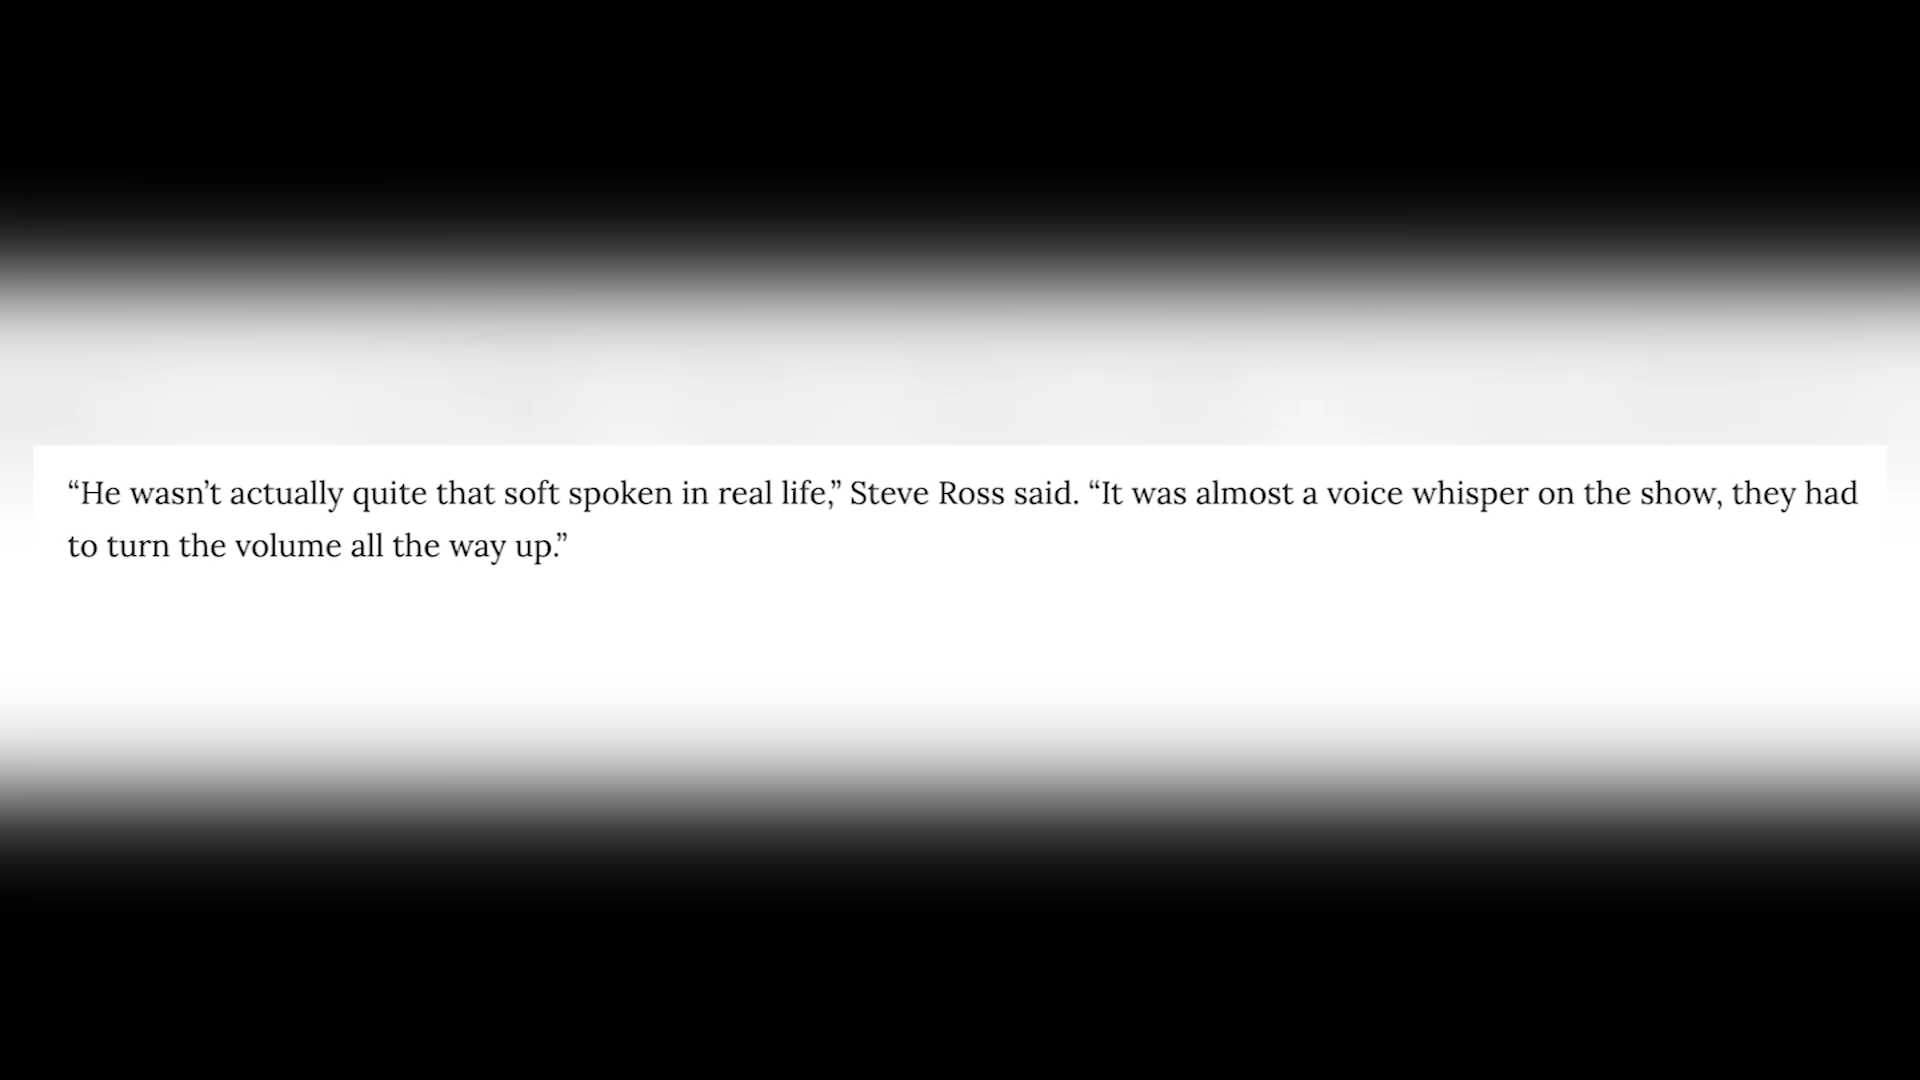 “He wasn’t actually quite that soft spoken in real life,” Steve Ross said. “It was almost a voice whisper on the show, they had
to turn the volume all the way up.”